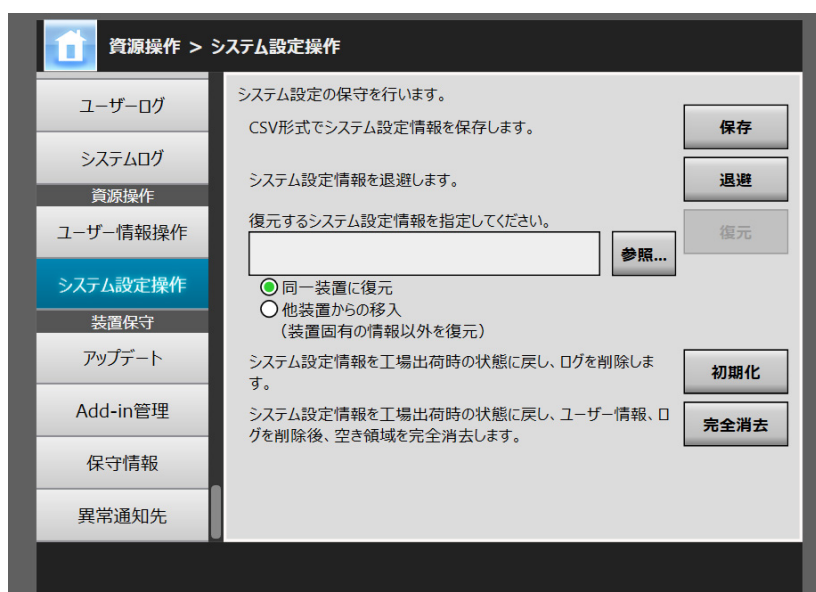 資源操作 > システム設定操作
ユーザーログ
システムログ
資源操作
ユーザー情報操作
システム設定操作
装置保守
アップデート
Add-in管理
保守情報
異常通知先
システム設定の保守を行います。
CSV形式でシステム設定情報を保存します。
保存
システム設定情報を退避します。
退避
復元するシステム設定情報を指定してください。
復元
参照...
同一装置に復元
他装置からの移入
(装置固有の情報以外を復元)
システム設定情報を工場出荷時の状態に戻し、ログを削除しま
す。
初期化
システム設定情報を工場出荷時の状態に戻し、ユーザー情報、ロ
グを削除後、空き領域を完全消去します。
完全消去